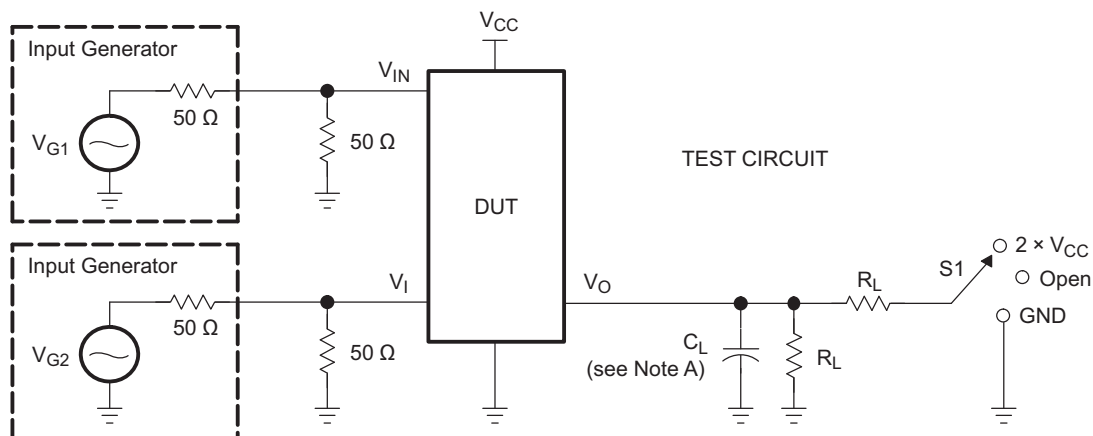 V_CC
Input Generator
V_IN
50 Ω
V_G1
50 Ω
TEST CIRCUIT
DUT
Input Generator
V_I
V_O
R_L
S1
2 × V_CC
Open
GND
50 Ω
V_G2
50 Ω
C_L
(see Note A)
R_L